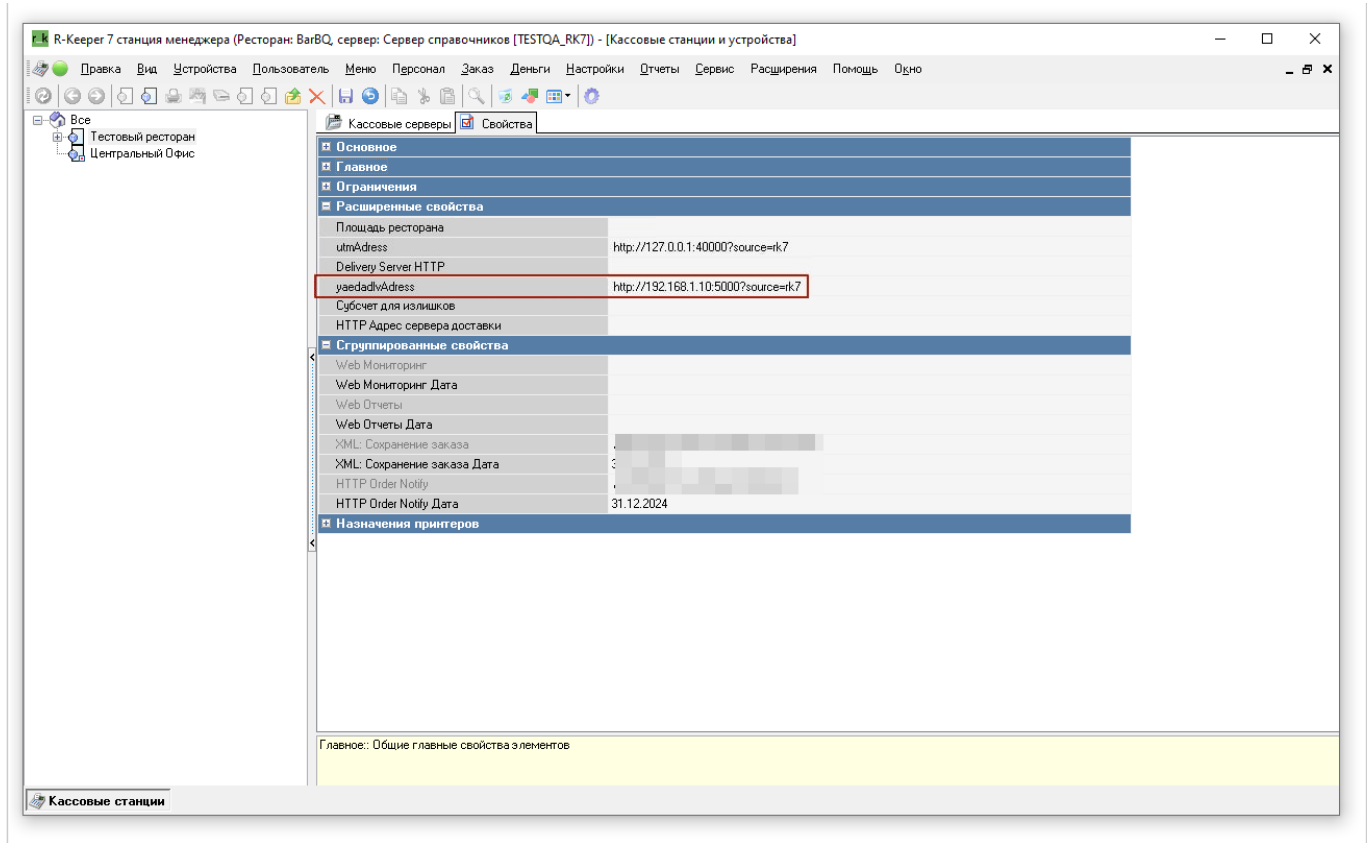 R-Keeper 7 станция менеджера (Ресторан: BarBQ, сервер: Сервер справочников [TESTQA_RK7]) - [Кассовые станции и устройства]
Правка Вид Устройства Пользователь Меню Персонал Заказ Деньги Настройки Отчеты Сервис Расширения Помощь Окно
Все
Тестовый ресторан
Центральный Офис
Кассовые серверы Свойства
Основное
Главное
Ограничения
Расширенные свойства
Площадь ресторана
utmAdress http://127.0.0.1:40000?source=rk7
Delivery Server HTTP
yaedadlvAdress http://192.168.1.10:5000?source=rk7
Субсчет для излишков
HTTP Адрес сервера доставки
Сгруппированные свойства
Web Мониторинг
Web Мониторинг Дата
Web Отчеты
Web Отчеты Дата
XML: Сохранение заказа
XML: Сохранение заказа Дата
HTTP Order Notify
HTTP Order Notify Дата 31.12.2024
Назначения принтеров
Главное:: Общие главные свойства элементов
Кассовые станции